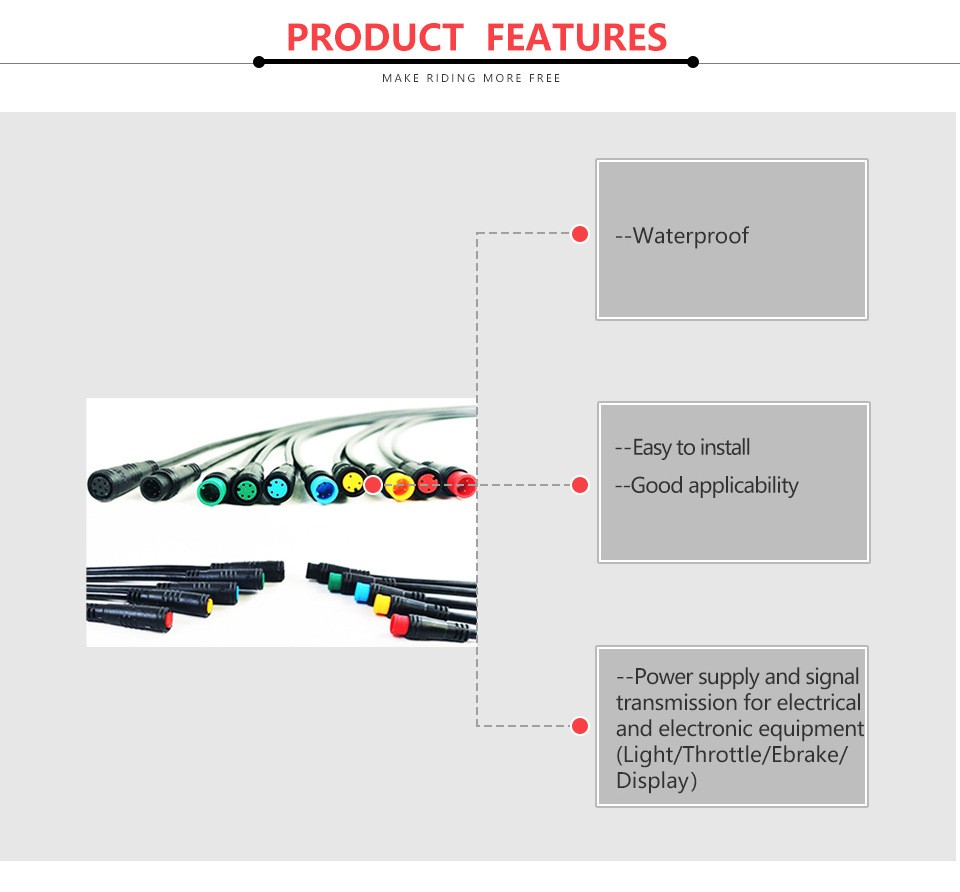 PRODUCT FEATURES
MAKE RIDING MORE FREE
--Waterproof
--Easy to install
--Good applicability
--Power supply and signal
transmission for electrical
and electronic equipment
(Light/Throttle/Ebrake/
Display)